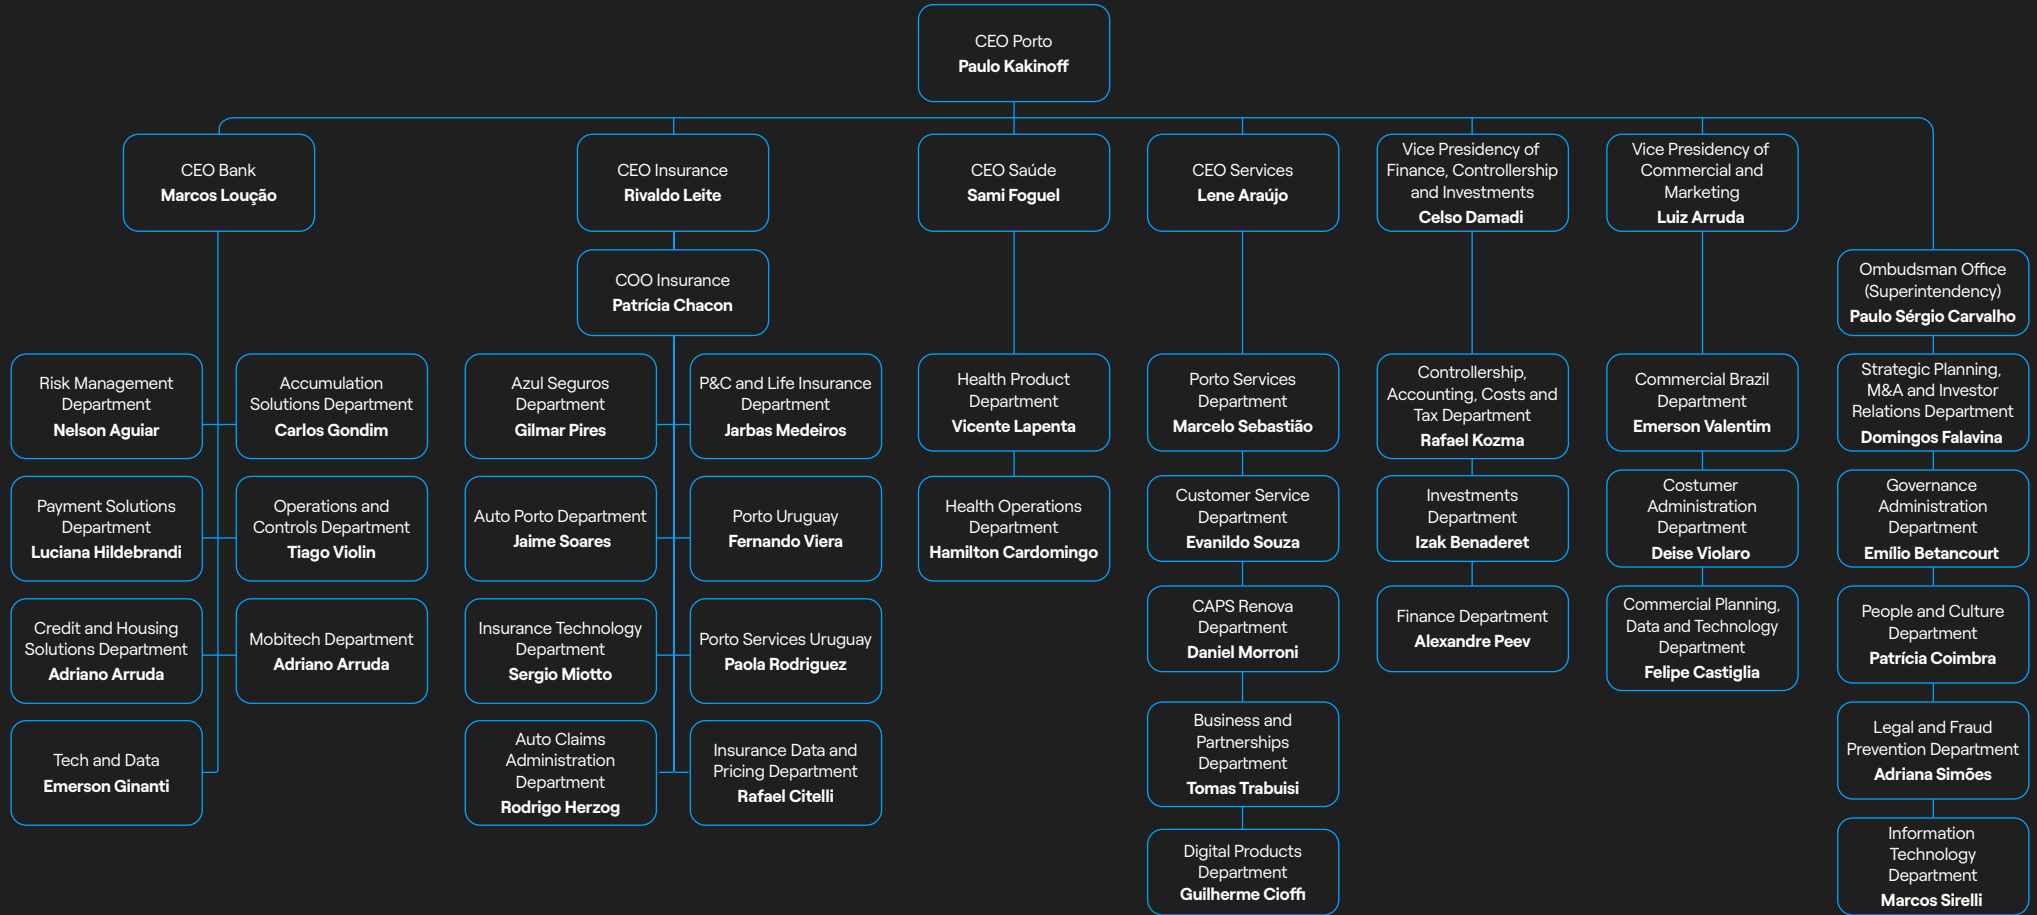 CEO Porto
Paulo Kakinoff
CEO Bank
Marcos Loução
CEO Insurance
Rivaldo Leite
CEO Saúde
Sami Foguel
CEO Services
Lene Araújo
Vice Presidency of
Finance, Controllership
and Investments
Celso Damadi
Vice Presidency of
Commercial and
Marketing
Luiz Arruda
COO Insurance
Patrícia Chacon
Ombudsman Office
(Superintendency)
Paulo Sérgio Carvalho
Risk Management
Department
Nelson Aguiar
Accumulation
Solutions Department
Carlos Gondim
Azul Seguros
Department
Gilmar Pires
P&C and Life Insurance
Department
Jarbas Medeiros
Health Product
Department
Vicente Lapenta
Porto Services
Department
Marcelo Sebastião
Controllership,
Accounting, Costs and
Tax Department
Rafael Kozma
Commercial Brazil
Department
Emerson Valentim
Strategic Planning,
M&A and Investor
Relations Department
Domingos Falavina
Payment Solutions
Department
Luciana Hildebrandi
Operations and
Controls Department
Tiago Violin
Auto Porto Department
Jaime Soares
Porto Uruguay
Fernando Viera
Health Operations
Department
Hamilton Cardomingo
Customer Service
Department
Evanildo Souza
Investments
Department
Izak Benaderet
Costumer
Administration
Department
Deise Violaro
Governance
Administration
Department
Emílio Betancourt
Credit and Housing
Solutions Department
Adriano Arruda
Mobitech Department
Adriano Arruda
Insurance Technology
Department
Sergio Miotto
Porto Services Uruguay
Paola Rodriguez
CAPS Renova
Department
Daniel Morroni
Finance Department
Alexandre Peev
Commercial Planning,
Data and Technology
Department
Felipe Castiglia
People and Culture
Department
Patrícia Coimbra
Tech and Data
Emerson Ginanti
Auto Claims
Administration
Department
Rodrigo Herzog
Insurance Data and
Pricing Department
Rafael Citelli
Business and
Partnerships
Department
Tomas Trabuisi
Legal and Fraud
Prevention Department
Adriana Simões
Digital Products
Department
Guilherme Cioffi
Information
Technology
Department
Marcos Sirelli